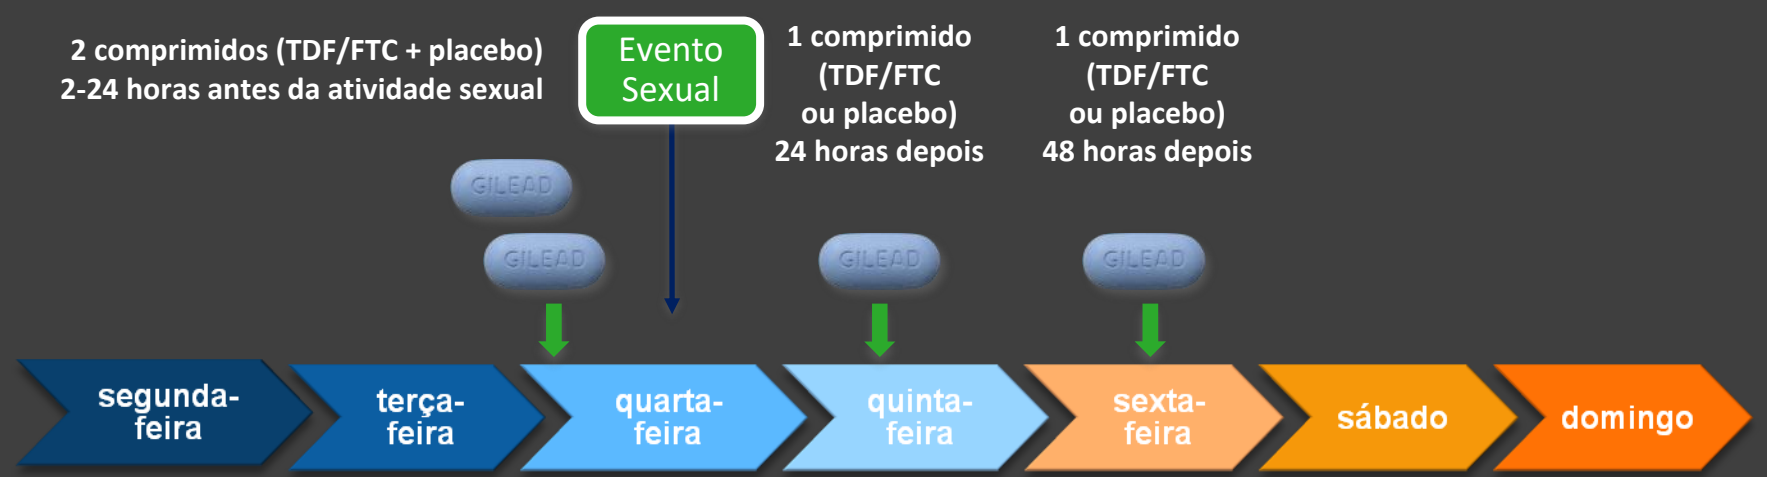 2 comprimidos (TDF/FTC + placebo)
2-24 horas antes da atividade sexual
Evento
Sexual
1 comprimido
(TDF/FTC
ou placebo)
24 horas depois
1 comprimido
(TDF/FTC
ou placebo)
48 horas depois
GILEAD
GILEAD
GILEAD
GILEAD
segunda-
feira
terça-
feira
quarta-
feira
quinta-
feira
sexta-
feira
sábado
domingo